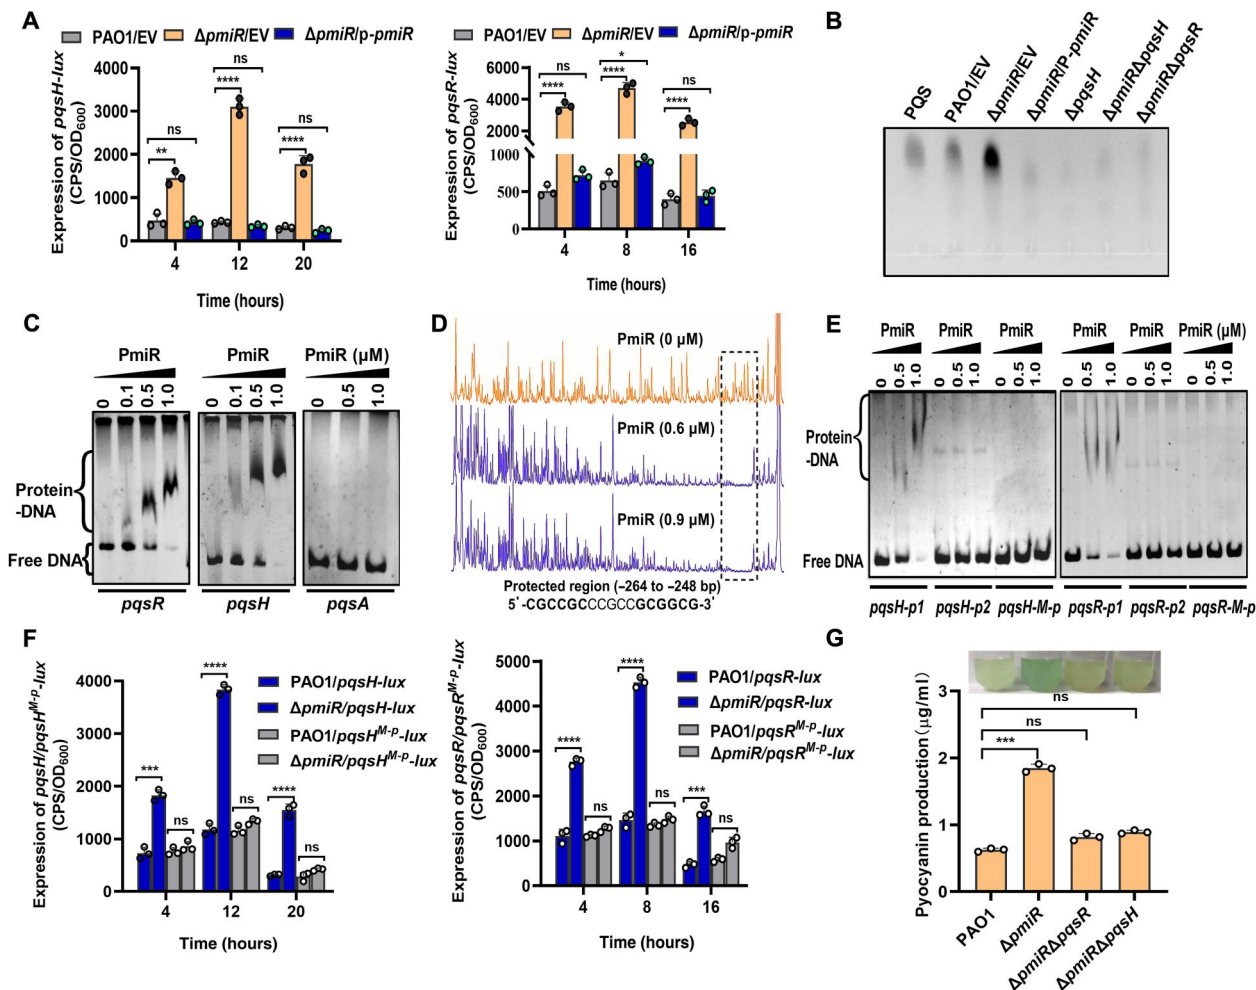 A
PAO1/EV ΔpmiR/EV ΔpmiR/p-pmiR
Expression of pqsH-lux
(CPS/OD600)
4000
3000
2000
1000
0
ns
**
ns
****
ns
****
4 12 20
Time (hours)
PAO1/EV ΔpmiR/EV ΔpmiR/p-pmiR
Expression of pqsR-lux
(CPS/OD600)
6000
4000
2000
1000
500
0
ns
****
*
****
ns
****
4 8 16
Time (hours)
B
PQS
PAO1/EV
ΔpmiR/EV
ΔpmiR/P-pmiR
ΔpqsH
ΔpmiRΔpqsH
ΔpmiRΔpqsR
C
PmiR PmiR PmiR (μM)
0 0.1 0.5 1.0 0 0.1 0.5 1.0 0 0.5 1.0
Protein
-DNA
Free DNA
pqsR pqsH pqsA
D
PmiR (0 μM)
PmiR (0.6 μM)
PmiR (0.9 μM)
Protected region (−264 to −248 bp)
5'-CGCCGCCCGCCGCGGCG-3'
E
PmiR PmiR PmiR PmiR PmiR PmiR (μM)
0 0.5 1.0 0 0.5 1.0 0 0.5 1.0 0 0.5 1.0 0 0.5 1.0 0 0.5 1.0
Protein
-DNA
Free DNA
pqsH-p1 pqsH-p2 pqsH-M-p pqsR-p1 pqsR-p2 pqsR-M-p
F
Expression of pqsH/pqsHM-p-lux
(CPS/OD600)
4000
3000
2000
1000
0
***
ns
****
ns
****
ns
4 12 20
Time (hours)
PAO1/pqsH-lux
ΔpmiR/pqsH-lux
PAO1/pqsHM-p-lux
ΔpmiR/pqsHM-p-lux
Expression of pqsR/pqsRM-p-lux
(CPS/OD600)
5000
4000
3000
2000
1000
0
****
ns
****
ns
***
ns
4 8 16
Time (hours)
PAO1/pqsR-lux
ΔpmiR/pqsR-lux
PAO1/pqsRM-p-lux
ΔpmiR/pqsRM-p-lux
G
Pyocyanin production (μg/ml)
3
2
1
0
ns
ns
***
PAO1
ΔpmiR
ΔpmiRΔpqsR
ΔpmiRΔpqsH